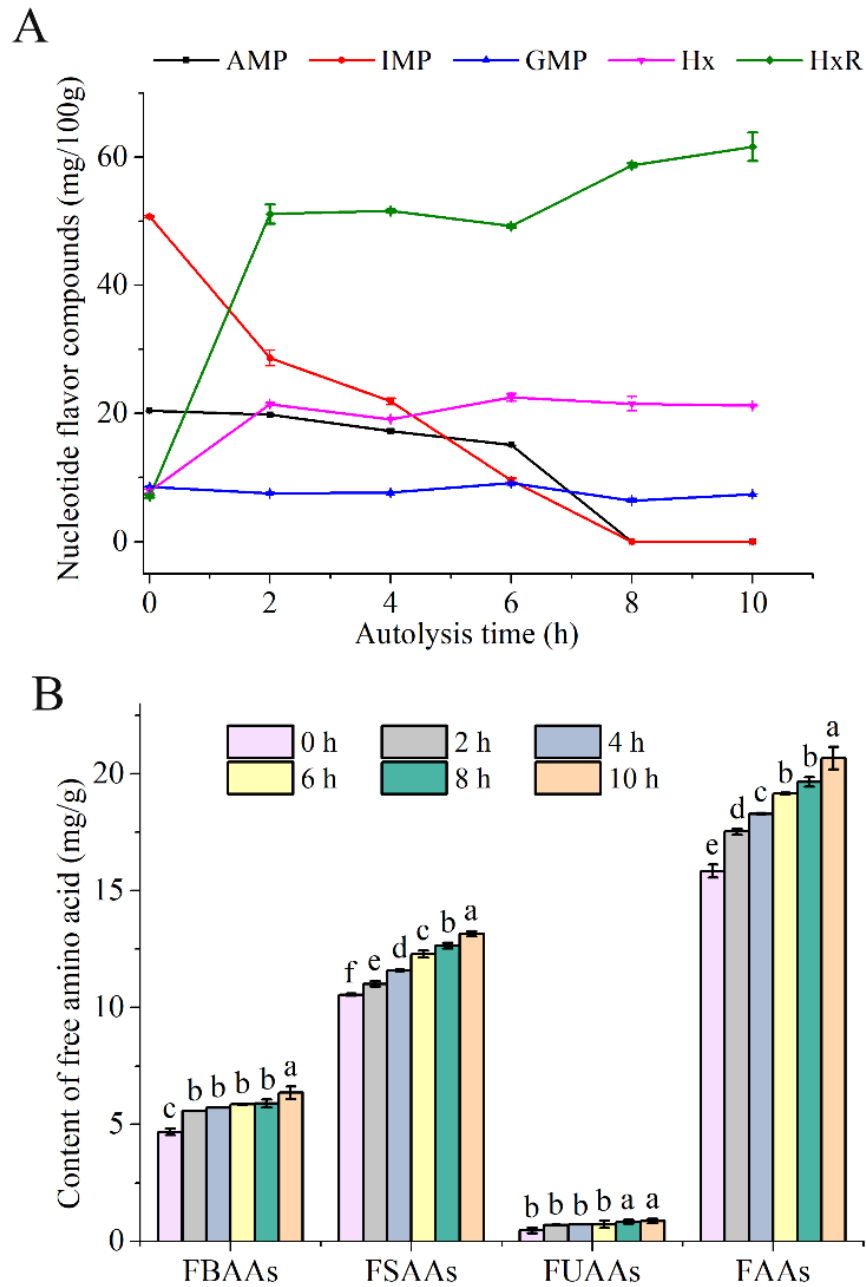 A
AMP IMP GMP Hx HxR
Nucleotide flavor compounds (mg/100g)
60
40
20
0
0 2 4 6 8 10
Autolysis time (h)
B
Content of free amino acid (mg/g)
0 h 2 h 4 h
6 h 8 h 10 h
20
15
10
5
0
c b b b b a
f e d c b a
b b b b a a
e d c b b a
FBAAs FSAAs FUAAs FAAs